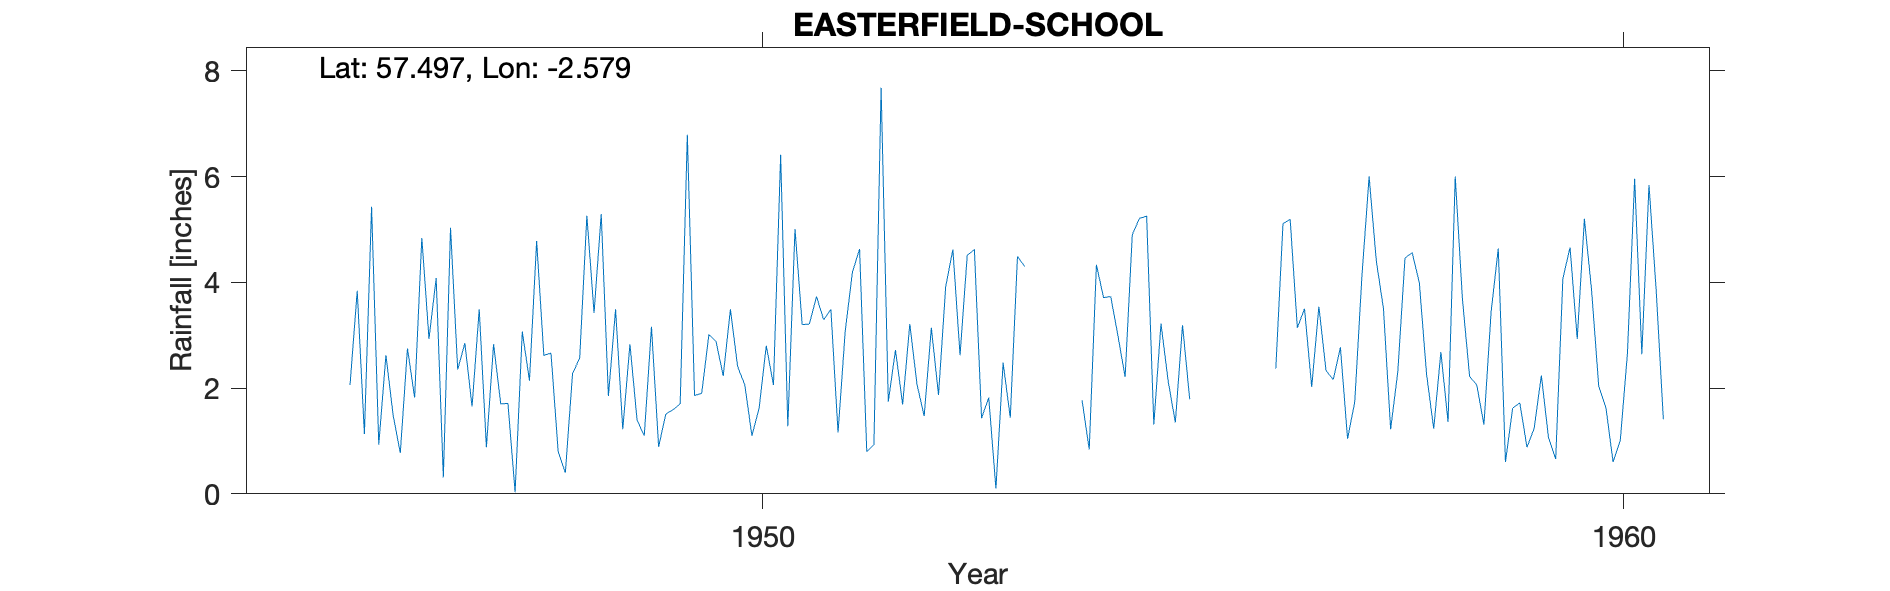 EASTERFIELD-SCHOOL
Lat: 57.497, Lon: -2.579
8
6
4
2
0
Rainfall [inches]
1950
1960
Year